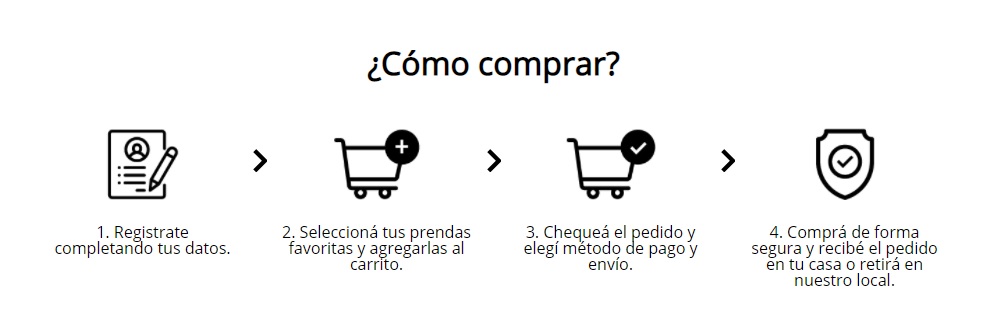 ¿Cómo comprar?
1. Registrate
completando tus datos.
2. Seleccioná tus prendas
favoritas y agregarlas al
carrito.
3. Chequeá el pedido y
elegí método de pago y
envío.
4. Comprá de forma
segura y recibé el pedido
en tu casa o retirá en
nuestro local.